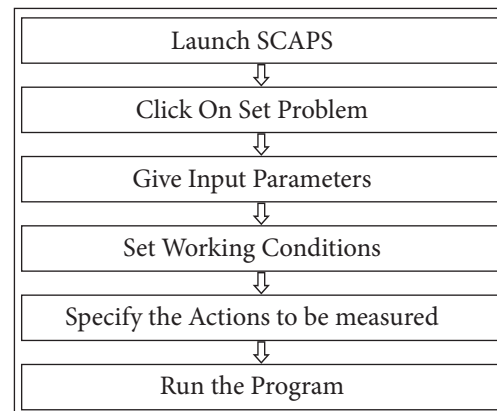 Launch SCAPS
Click On Set Problem
Give Input Parameters
Set Working Conditions
Specify the Actions to be measured
Run the Program